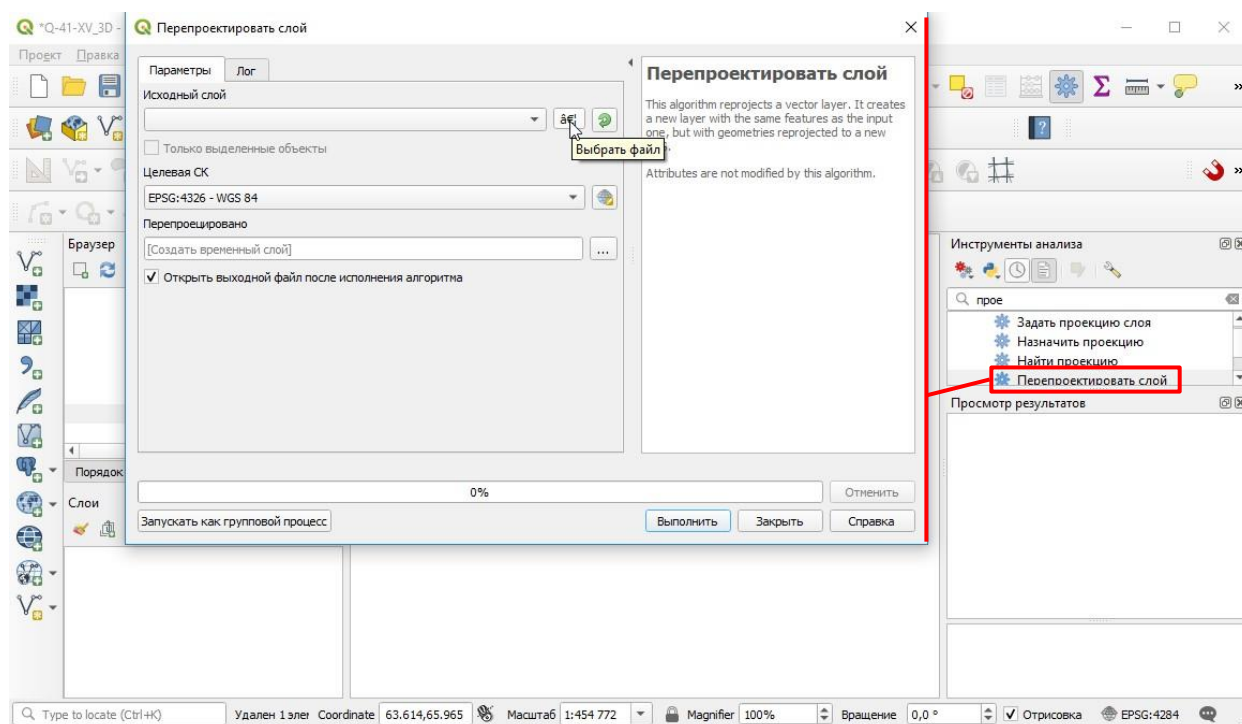 *Q-41-XV_3D -
Перепроектировать слой
Проект Правка
Параметры Лог
Исходный слой
…
Выбрать файл
Только выделенные объекты
Целевая СК
EPSG:4326 - WGS 84
Перепроецировано
[Создать временный слой]
...
Открыть выходной файл после исполнения алгоритма
Перепроектировать слой
This algorithm reprojects a vector layer. It creates
a new layer with the same features as the input
one, but with geometries reprojected to a new
Attributes are not modified by this algorithm.
0%
Отменить
Запускать как групповой процесс
Выполнить Закрыть Справка
Браузер
Порядок
Слои
Инструменты анализа
прое
Задать проекцию слоя
Назначить проекцию
Найти проекцию
Перепроектировать слой
Просмотр результатов
Type to locate (Ctrl+K) Удален 1 элег Coordinate 63.614,65.965 Масштаб 1:454 772 Magnifier 100% Вращение 0,0 ° Отрисовка EPSG:4284